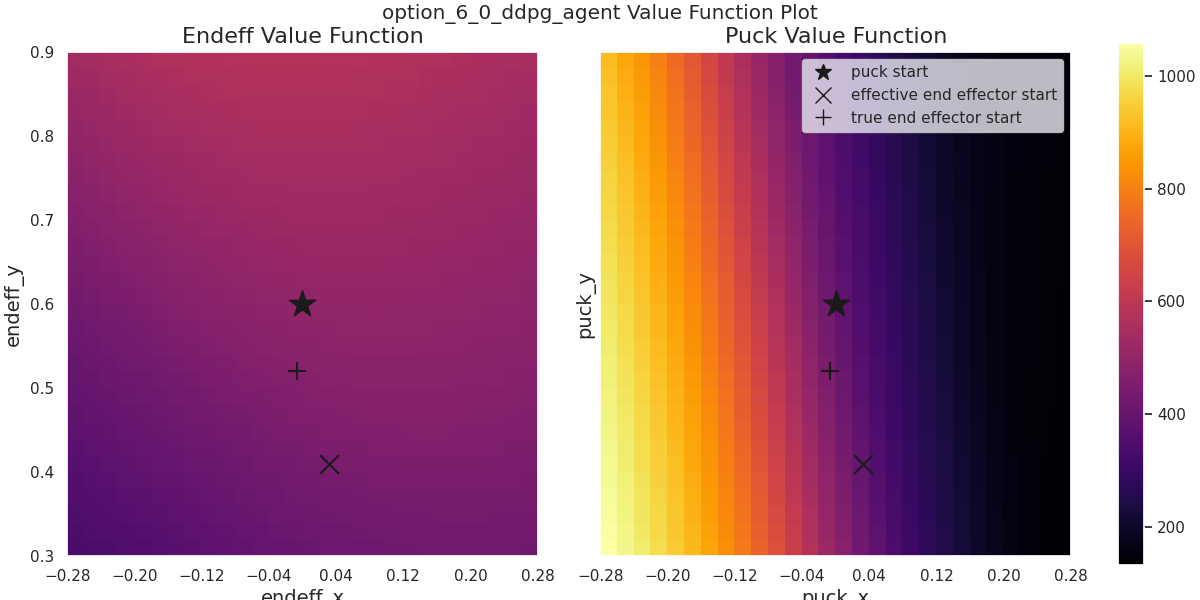 option_6_0_ddpg_agent Value Function Plot
Endeff Value Function
Puck Value Function
puck start
effective end effector start
true end effector start
endeff_y
0.9
0.8
0.7
0.6
0.5
0.4
0.3
−0.28 −0.20 −0.12 −0.04 0.04 0.12 0.20 0.28
endeff_x
puck_y
−0.28 −0.20 −0.12 −0.04 0.04 0.12 0.20 0.28
puck_x
1000
800
600
400
200